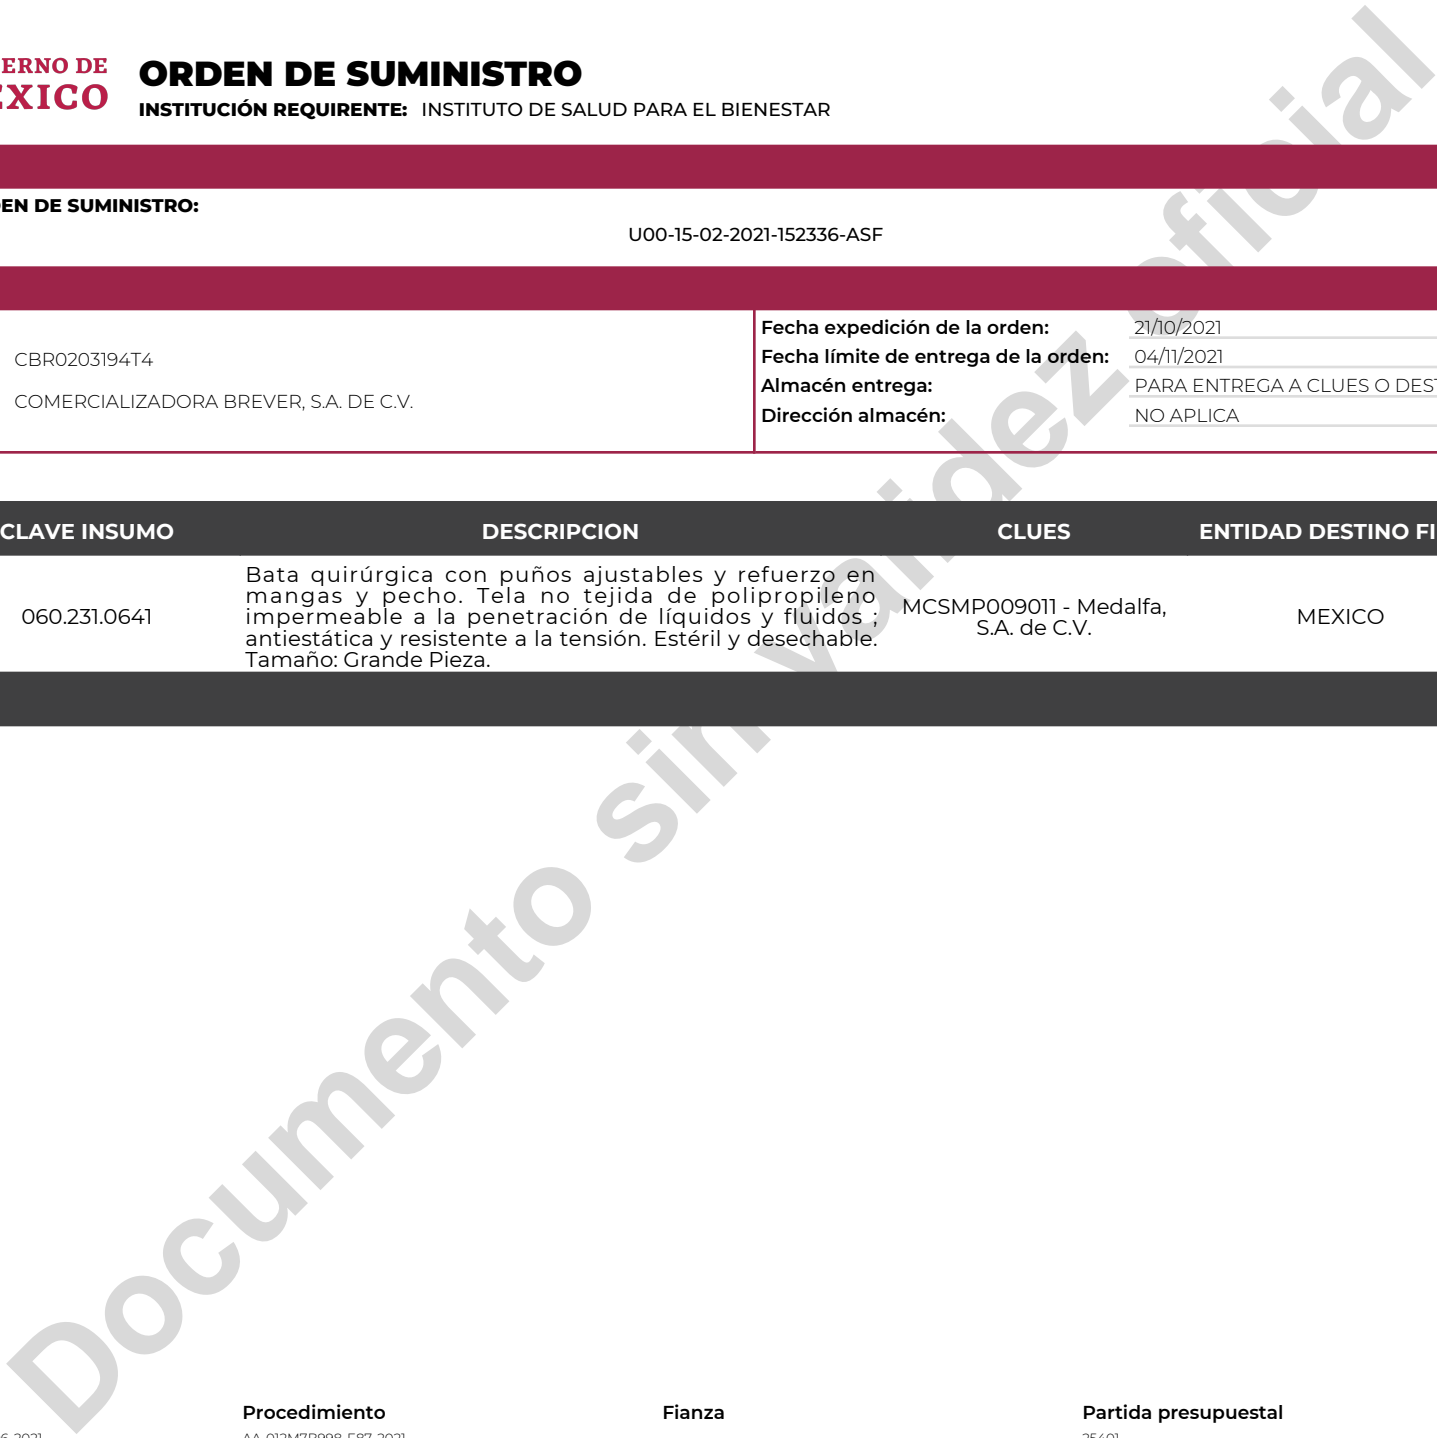 ERNO DE
EXICO
ORDEN DE SUMINISTRO
INSTITUCIÓN REQUIRENTE: INSTITUTO DE SALUD PARA EL BIENESTAR
EN DE SUMINISTRO:
U00-15-02-2021-152336-ASF
CBR0203194T4
COMERCIALIZADORA BREVER, S.A. DE C.V.
Fecha expedición de la orden: 21/10/2021
Fecha límite de entrega de la orden: 04/11/2021
Almacén entrega: PARA ENTREGA A CLUES O DEST
Dirección almacén: NO APLICA
CLAVE INSUMO DESCRIPCION CLUES ENTIDAD DESTINO FI
060.231.0641
Bata quirúrgica con puños ajustables y refuerzo en
mangas y pecho. Tela no tejida de polipropileno
impermeable a la penetración de líquidos y fluidos ;
antiestática y resistente a la tensión. Estéril y desechable.
Tamaño: Grande Pieza.
MCSMP009011 - Medalfa,
S.A. de C.V.
MEXICO
Documento sin validez oficial
Procedimiento Fianza Partida presupuestal